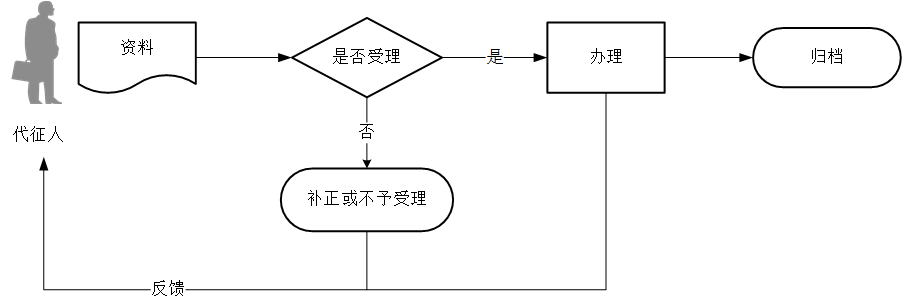 资料
是否受理
是
办理
归档
代征人
否
补正或不予受理
反馈